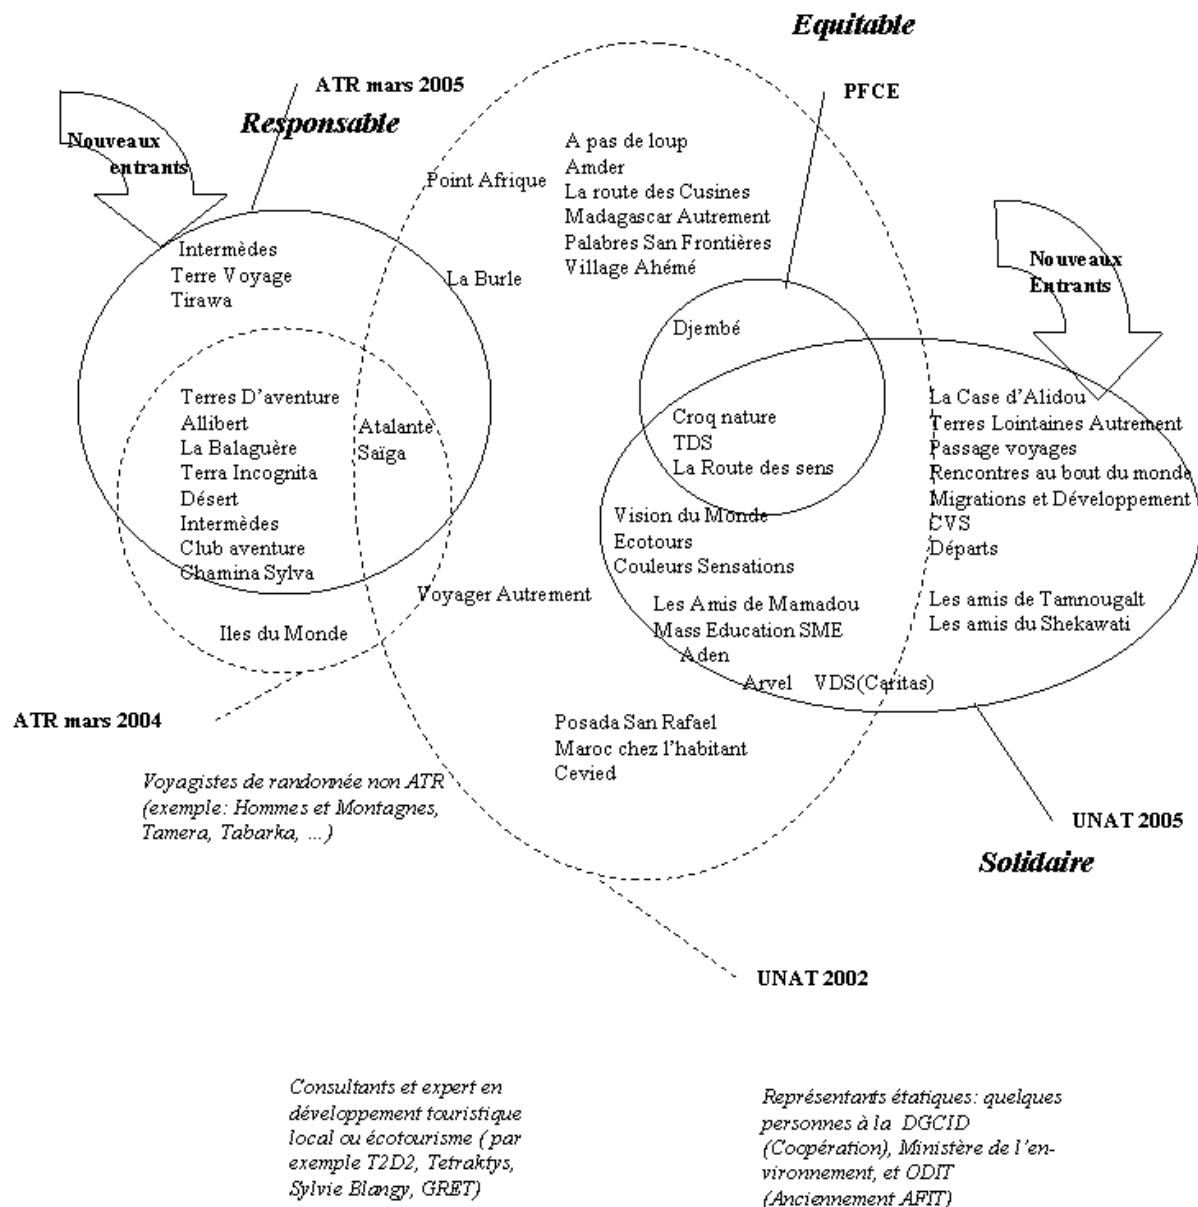 Equitable
ATR mars 2005
PFCE
Responsable
Nouveaux
entrants
A pas de loup
Amder
La route des Cusines
Madagascar Autrement
Palabres San Frontières
Village Ahémé
Point Afrique
La Burle
Intermèdes
Terre Voyage
Tirawa
Nouveaux
Entrants
Djembé
Terres D'aventure
Allibert
La Balaguère
Terra Incognita
Désert
Intermèdes
Club aventure
Chamina Sylva
Atalante
Saïga
Croq nature
TDS
La Route des sens
La Case d'Alidou
Terres Lointaines Autrement
Passage voyages
Rencontres au bout du monde
Migrations et Développement
CVS
Départs
Vision du Monde
Ecotours
Couleurs Sensations
Voyager Autrement
Les Amis de Mamadou
Mass Education SME
Aden
Arvel VDS(Caritas)
Les amis de Tamnougalt
Les amis du Shekawati
Iles du Monde
ATR mars 2004
Posada San Rafael
Maroc chez l'habitant
Cevied
Voyagistes de randonnée non ATR
(exemple: Hommes et Montagnes,
Tamera, Tabarka, ...)
UNAT 2005
Solidaire
UNAT 2002
Consultants et expert en
développement touristique
local ou écotourisme ( par
exemple T2D2, Tetraktys,
Sylvie Blangy, GRET)
Représentants étatiques: quelques
personnes à la DGCID
(Coopération), Ministère de l'en-
vironnement, et ODIT
(Anciennement AFIT)